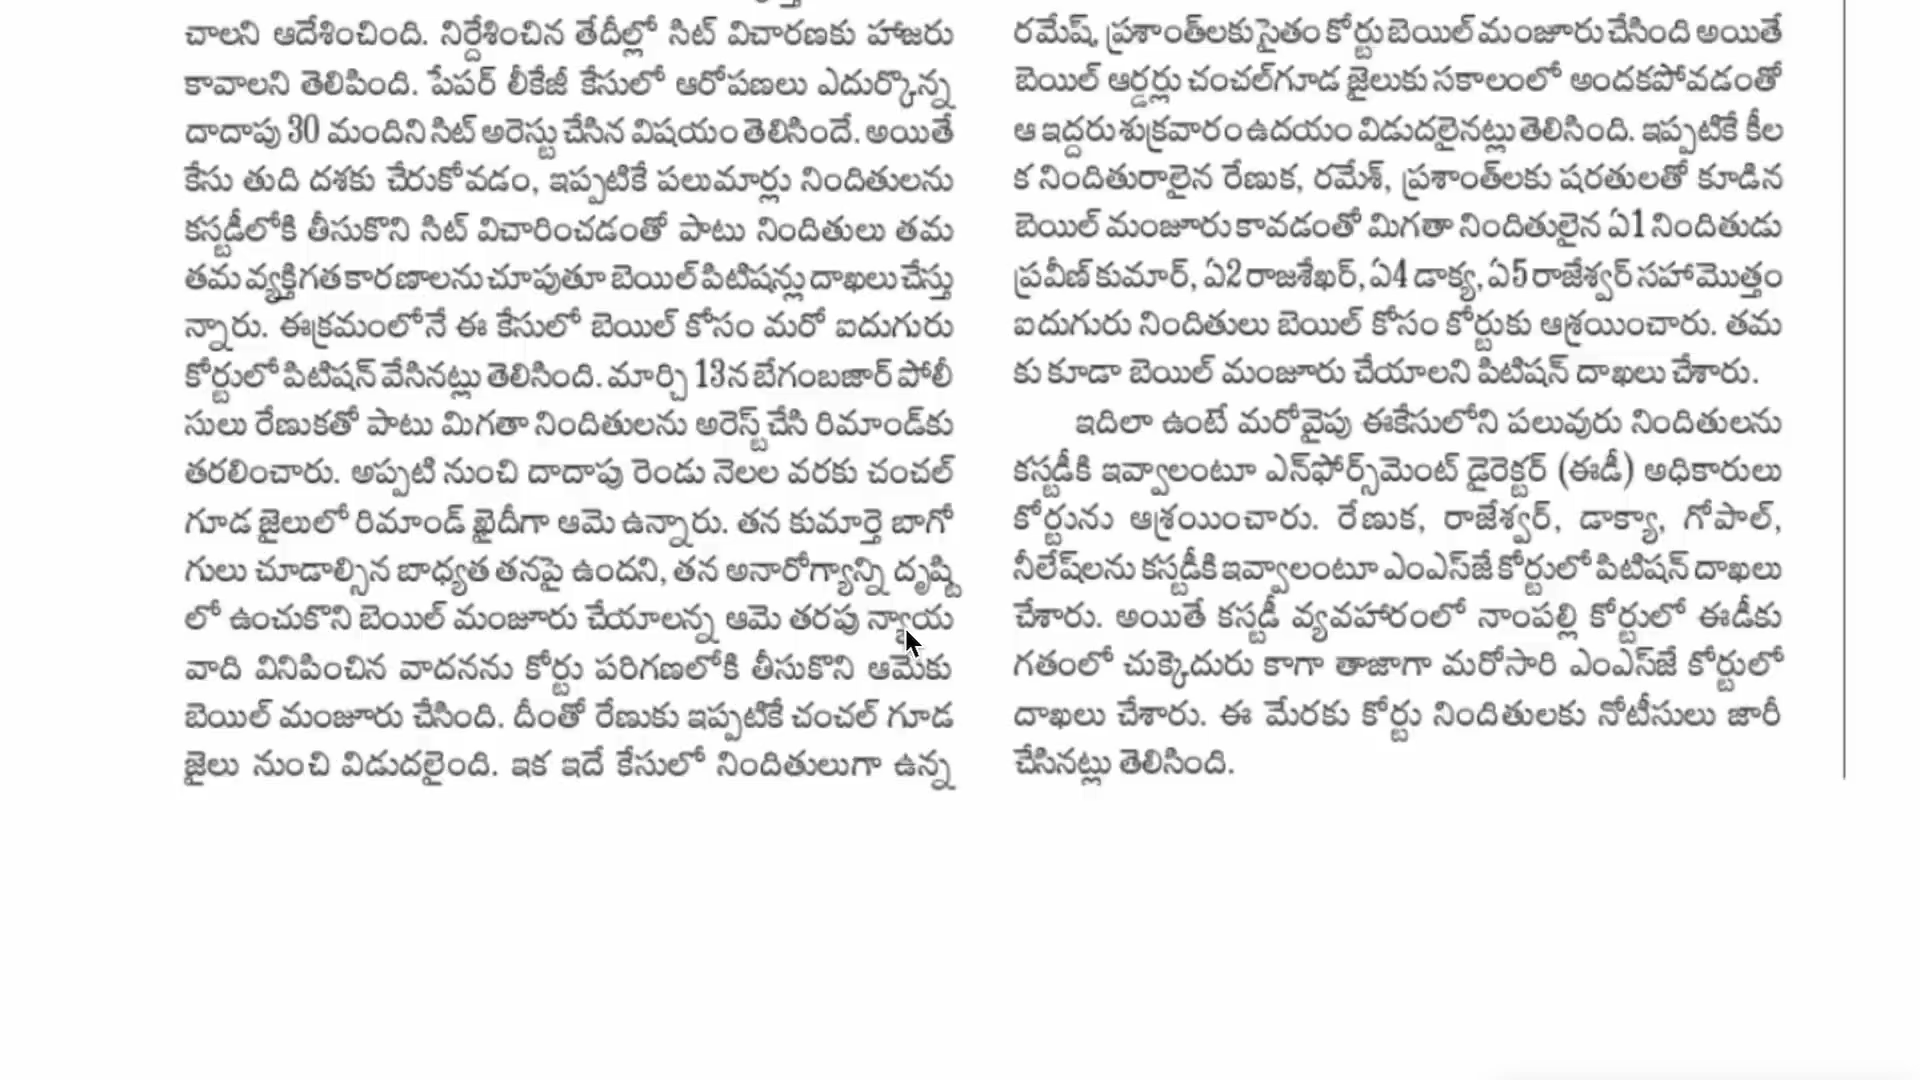 చాలని ఆదేశించింది. నిర్దేశించిన తేదీల్లో సిట్ విచారణకు హాజరు
కావాలని తెలిపింది. పేపర్ లీకేజీ కేసులో ఆరోపణలు ఎదుర్కొన్న
దాదాపు 30 మందిని సిట్ అరెస్టు చేసిన విషయం తెలిసిందే. అయితే
కేసు తుది దశకు చేరుకోవడం, ఇప్పటికే పలుమార్లు నిందితులను
కస్టడీలోకి తీసుకొని సిట్ విచారించడంతో పాటు నిందితులు తమ
తమ వ్యక్తిగత కారణాలను చూపుతూ బెయిల్ పిటిషన్లు దాఖలు చేస్తు
న్నారు. ఈక్రమంలోనే ఈ కేసులో బెయిల్ కోసం మరో ఐదుగురు
కోర్టులో పిటిషన్ వేసినట్లు తెలిసింది. మార్చి 13న బేగంబజార్ పోలీ
సులు రేణుకతో పాటు మిగతా నిందితులను అరెస్ట్ చేసి రిమాండ్‌కు
తరలించారు. అప్పటి నుంచి దాదాపు రెండు నెలల వరకు చంచల్
గూడ జైలులో రిమాండ్ ఖైదీగా ఆమె ఉన్నారు. తన కుమార్తె బాగో
గులు చూడాల్సిన బాధ్యత తనపై ఉందని, తన అనారోగ్యాన్ని దృష్టి
లో ఉంచుకొని బెయిల్ మంజూరు చేయాలన్న ఆమె తరపు న్యాయ
వాది వినిపించిన వాదనను కోర్టు పరిగణలోకి తీసుకొని ఆమెకు
బెయిల్ మంజూరు చేసింది. దీంతో రేణుకు ఇప్పటికే చంచల్ గూడ
జైలు నుంచి విడుదలైంది. ఇక ఇదే కేసులో నిందితులుగా ఉన్న
రమేష్, ప్రశాంత్‌లకు సైతం కోర్టు బెయిల్ మంజూరు చేసింది అయితే
బెయిల్ ఆర్డర్లు చంచల్‌గూడ జైలుకు సకాలంలో అందకపోవడంతో
ఆ ఇద్దరు శుక్రవారం ఉదయం విడుదలైనట్లు తెలిసింది. ఇప్పటికే కీల
క నిందితురాలైన రేణుక, రమేశ్, ప్రశాంత్‌లకు షరతులతో కూడిన
బెయిల్ మంజూరు కావడంతో మిగతా నిందితులైన ఏ1 నిందితుడు
ప్రవీణ్ కుమార్, ఏ2 రాజశేఖర్, ఏ4 డాక్య, ఏ5 రాజేశ్వర్ సహా మొత్తం
ఐదుగురు నిందితులు బెయిల్ కోసం కోర్టుకు ఆశ్రయించారు. తమ
కు కూడా బెయిల్ మంజూరు చేయాలని పిటిషన్ దాఖలు చేశారు.
ఇదిలా ఉంటే మరోవైపు ఈకేసులోని పలువురు నిందితులను
కస్టడీకి ఇవ్వాలంటూ ఎన్‌ఫోర్స్‌మెంట్ డైరెక్టర్ (ఈడీ) అధికారులు
కోర్టును ఆశ్రయించారు. రేణుక, రాజేశ్వర్, డాక్యా, గోపాల్,
నీలేష్‌లను కస్టడీకి ఇవ్వాలంటూ ఎంఎస్‌జే కోర్టులో పిటిషన్ దాఖలు
చేశారు. అయితే కస్టడీ వ్యవహారంలో నాంపల్లి కోర్టులో ఈడీకు
గతంలో చుక్కెదురు కాగా తాజాగా మరోసారి ఎంఎస్‌జే కోర్టులో
దాఖలు చేశారు. ఈ మేరకు కోర్టు నిందితులకు నోటీసులు జారీ
చేసినట్లు తెలిసింది.